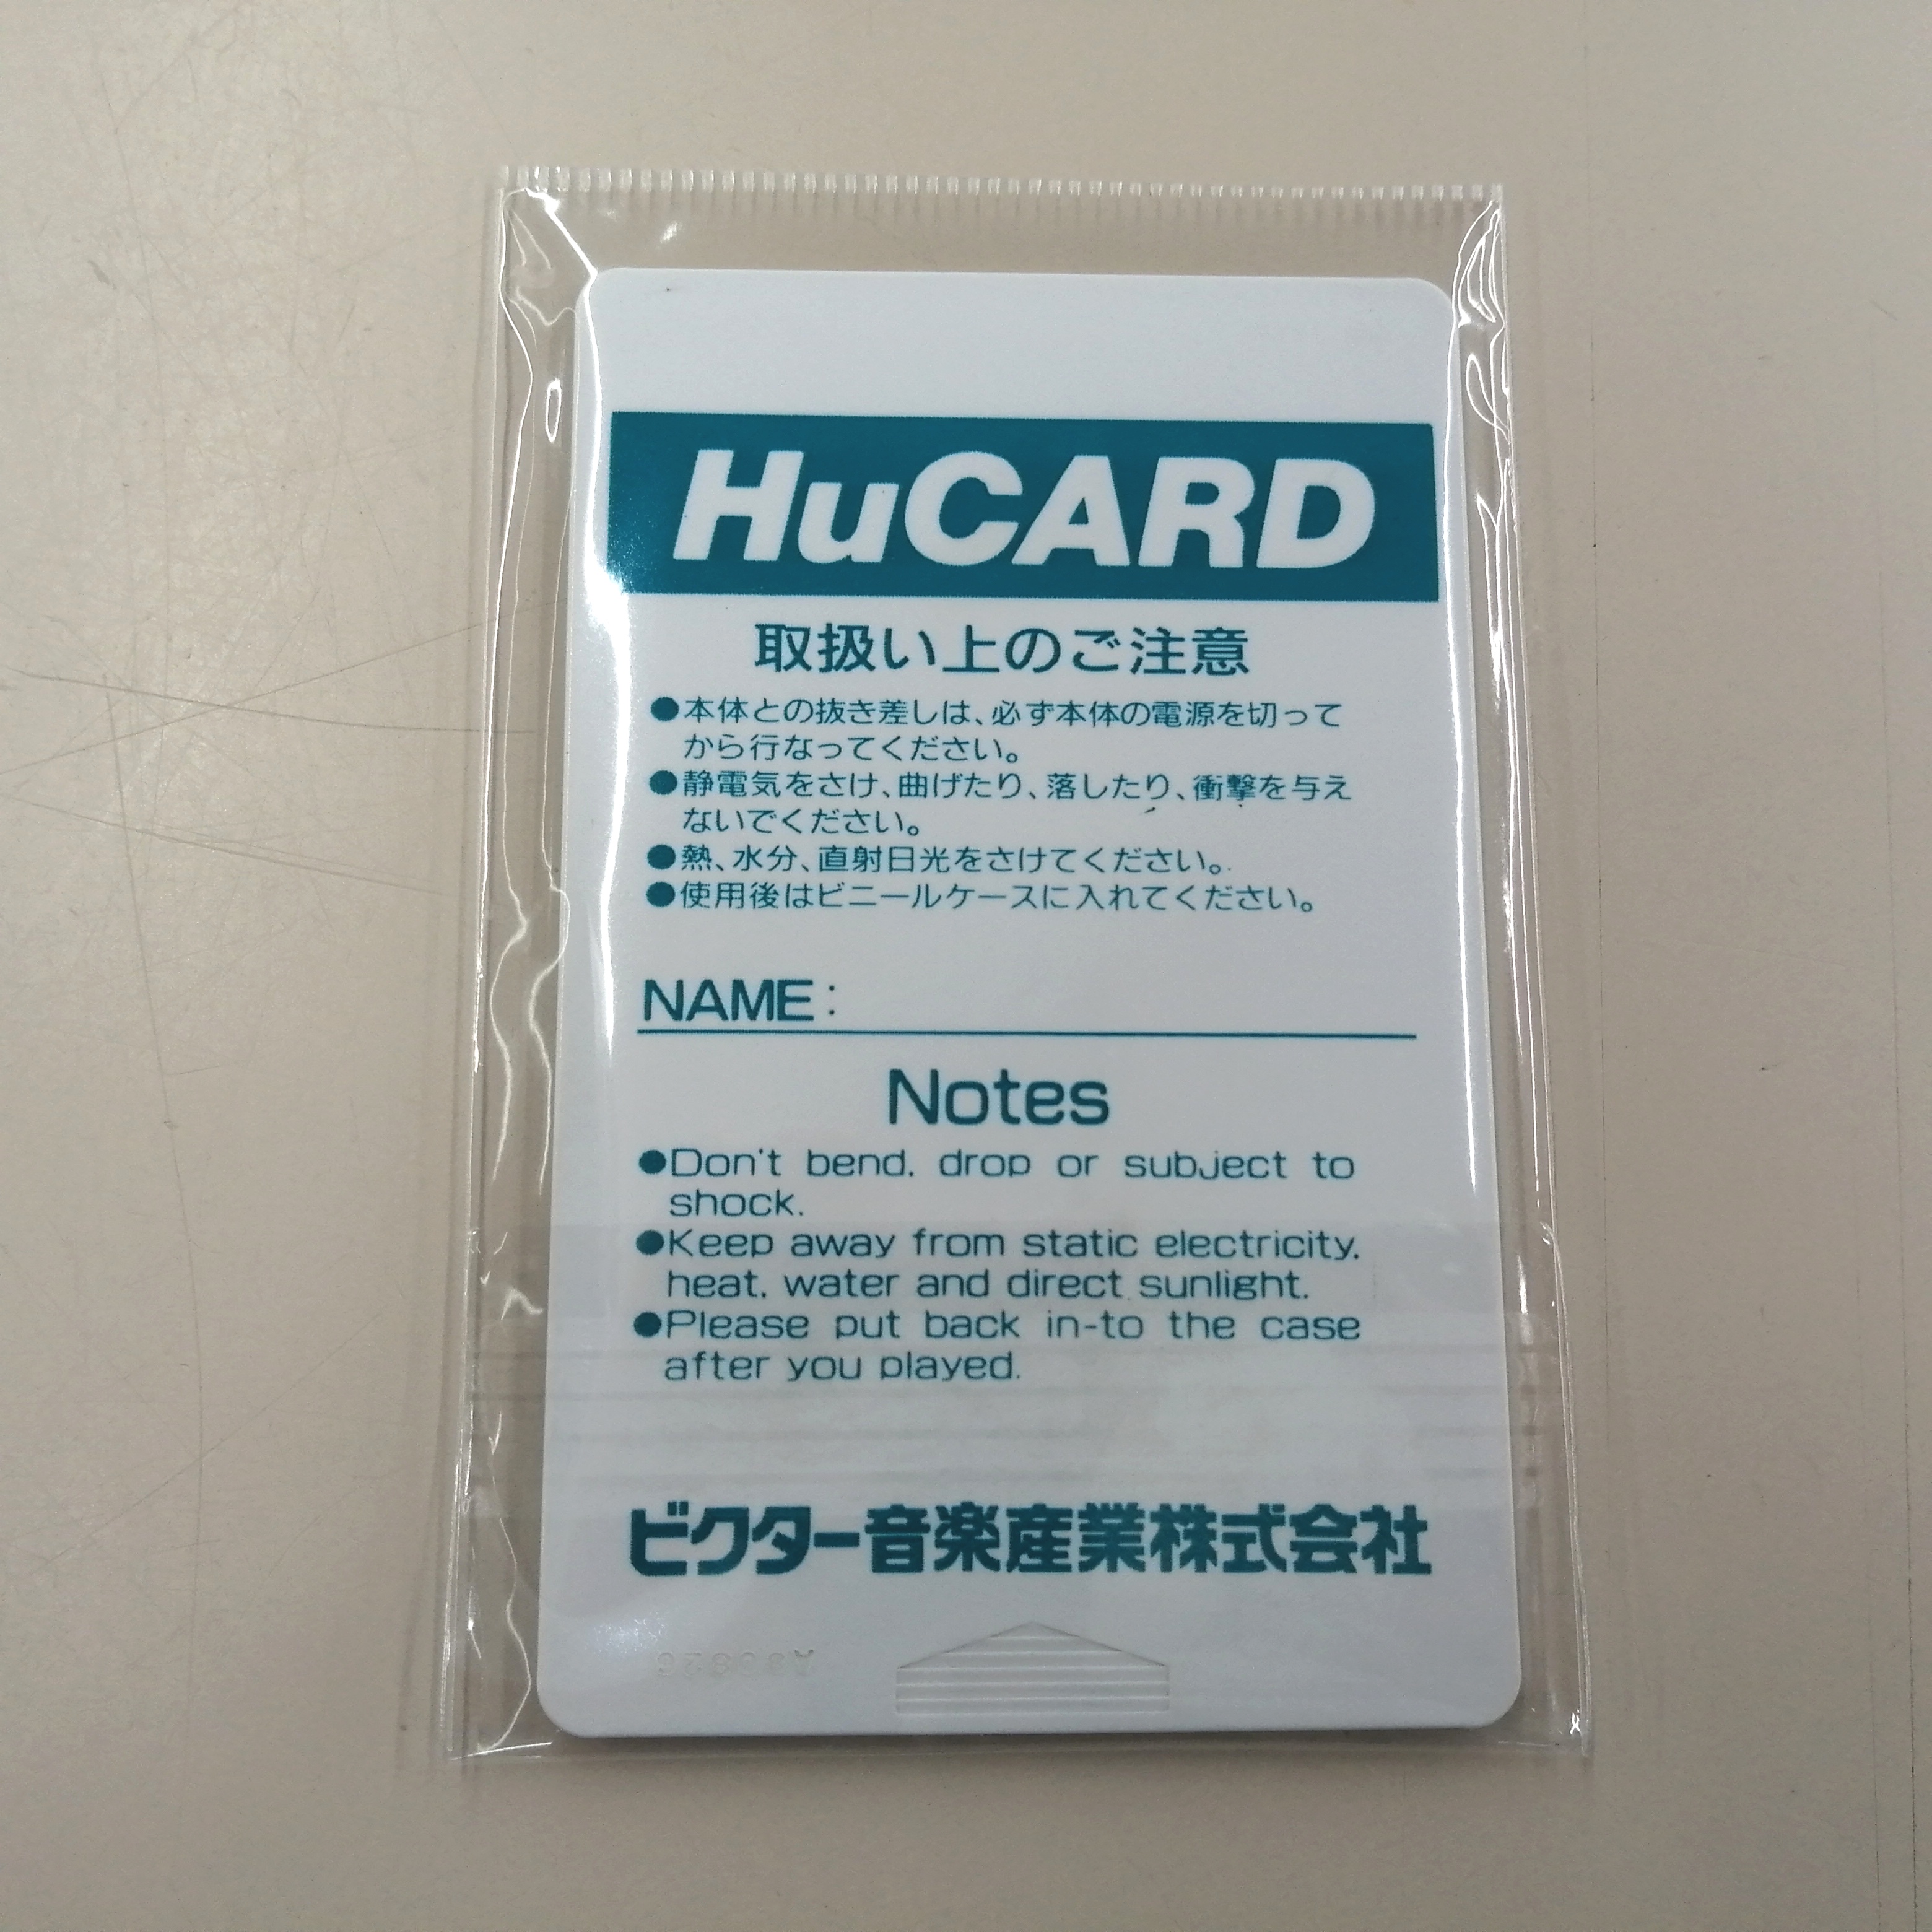 HuCARD
取扱い上のご注意
●本体との抜き差しは、必ず本体の電源を切って
から行なってください。
●静電気をさけ、曲げたり、落したり、衝撃を与え
ないでください。
●熱、水分、直射日光をさけてください。
●使用後はビニールケースに入れてください。
NAME:
Notes
●Don't bend, drop or subject to
shock.
●Keep away from static electricity,
heat, water and direct sunlight.
●Please put back in-to the case
after you played.
ビクター音楽産業株式会社